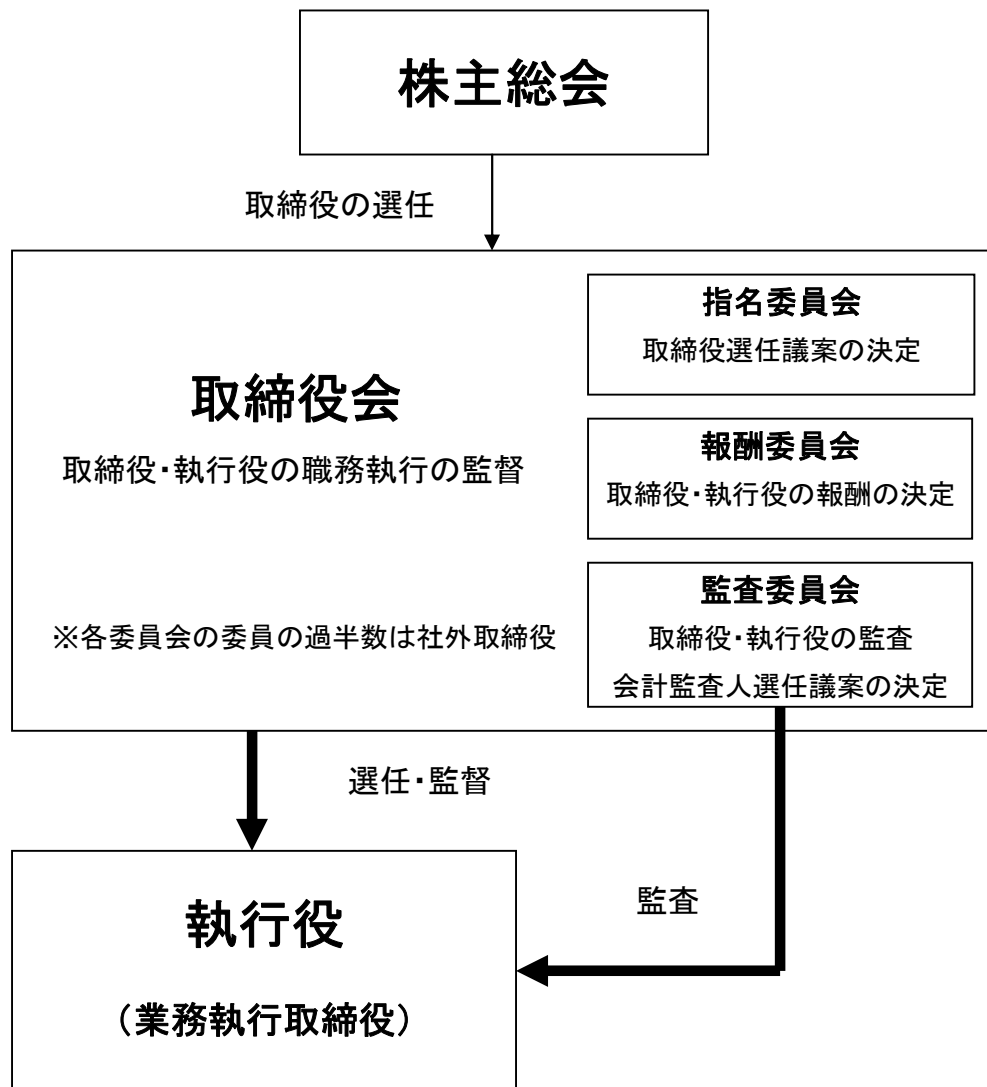 株主総会
取締役の選任
取締役会
取締役・執行役の職務執行の監督
※各委員会の委員の過半数は社外取締役
指名委員会
取締役選任議案の決定
報酬委員会
取締役・執行役の報酬の決定
監査委員会
取締役・執行役の監査
会計監査人選任議案の決定
選任・監督
監査
執行役
（業務執行取締役）